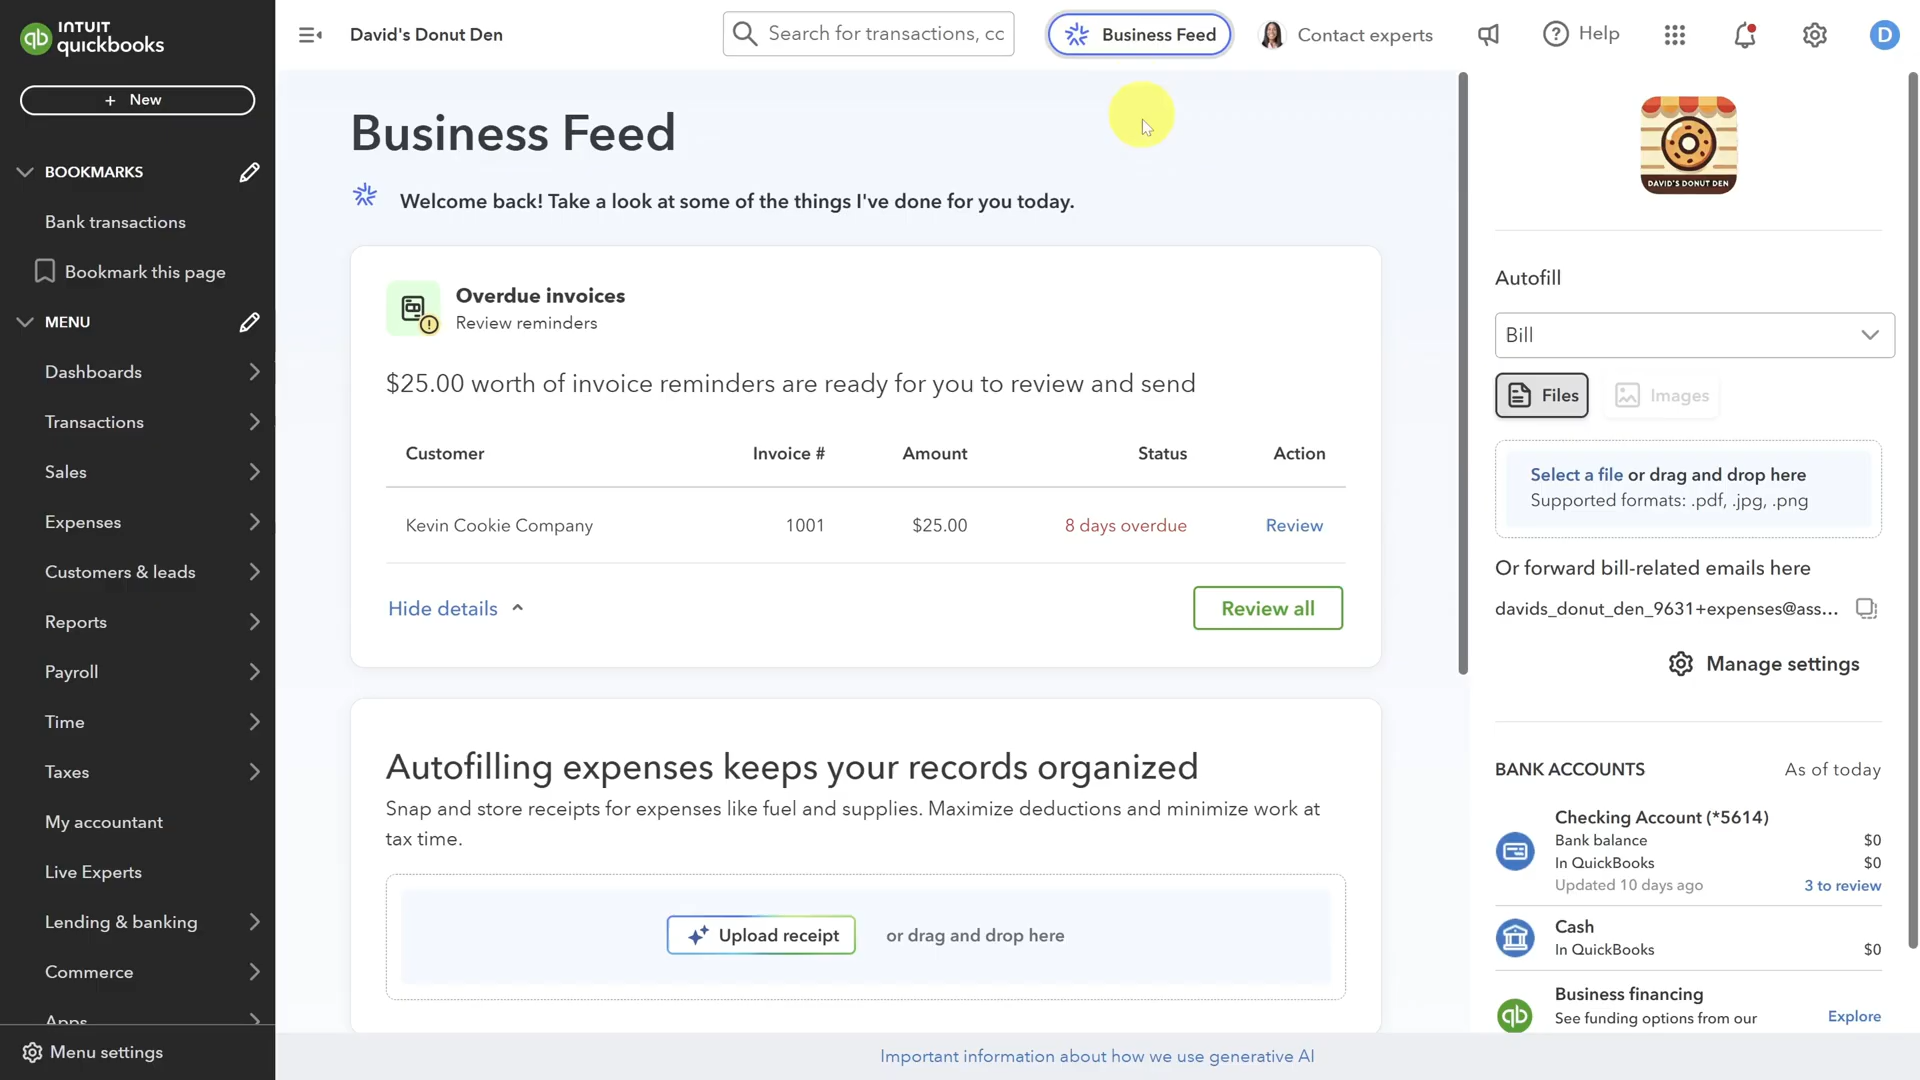 INTUIT
quickbooks
David's Donut Den
Search for transactions, cc
Business Feed
Contact experts
Help
D
+ New
BOOKMARKS
Bank transactions
Bookmark this page
MENU
Dashboards
Transactions
Sales
Expenses
Customers & leads
Reports
Payroll
Time
Taxes
My accountant
Live Experts
Lending & banking
Commerce
Apps
Menu settings
Business Feed
Welcome back! Take a look at some of the things I've done for you today.
Overdue invoices
Review reminders
$25.00 worth of invoice reminders are ready for you to review and send
Customer Invoice # Amount Status Action
Kevin Cookie Company 1001 $25.00 8 days overdue Review
Hide details
Review all
Autofilling expenses keeps your records organized
Snap and store receipts for expenses like fuel and supplies. Maximize deductions and minimize work at
tax time.
Upload receipt or drag and drop here
Important information about how we use generative AI
DAVID'S DONUT DEN
Autofill
Bill
Files Images
Select a file or drag and drop here
Supported formats: .pdf, .jpg, .png
Or forward bill-related emails here
davids_donut_den_9631+expenses@ass...
Manage settings
BANK ACCOUNTS As of today
Checking Account (*5614)
Bank balance $0
In QuickBooks $0
Updated 10 days ago 3 to review
Cash
In QuickBooks $0
Business financing
See funding options from our Explore